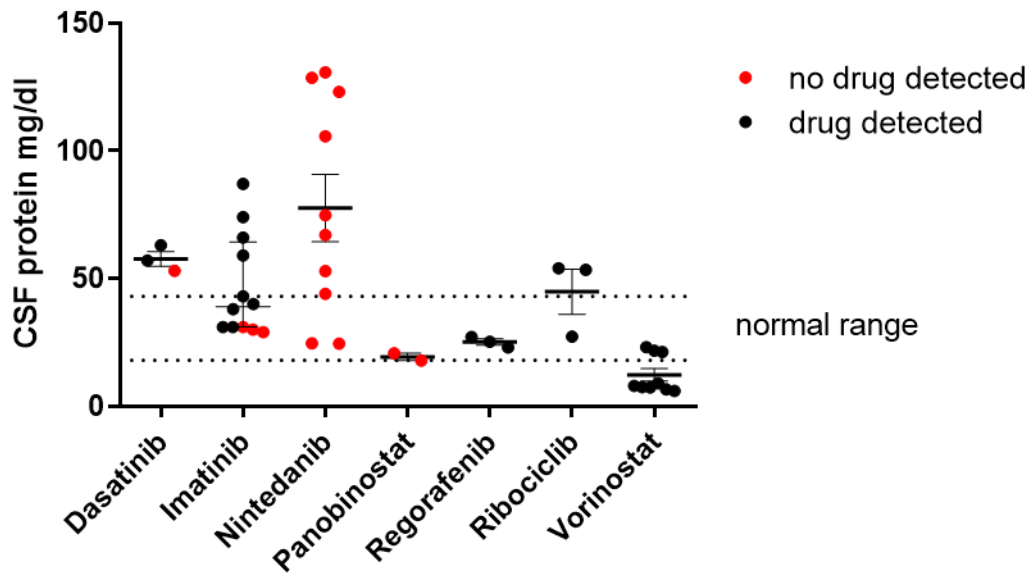 CSF protein mg/dl
150
100
50
0
no drug detected
drug detected
normal range
Dasatinib
Imatinib
Nintedanib
Panobinostat
Regorafenib
Ribociclib
Vorinostat